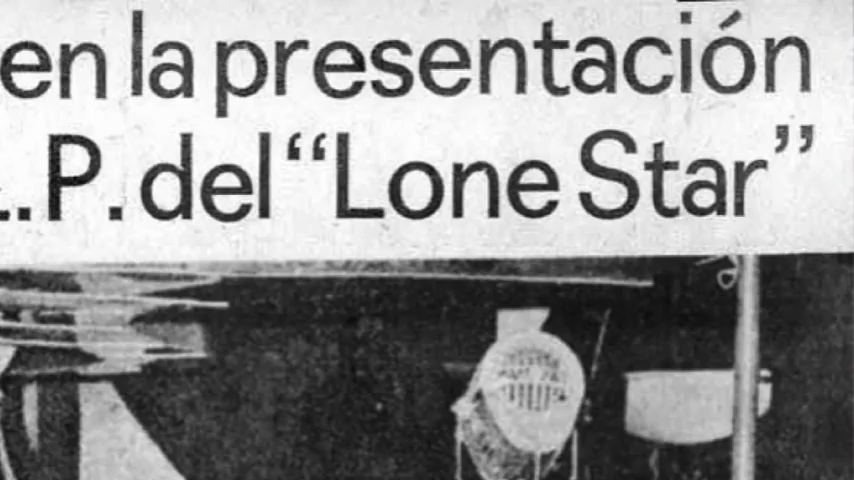 en la presentación
L.P. del “Lone Star”